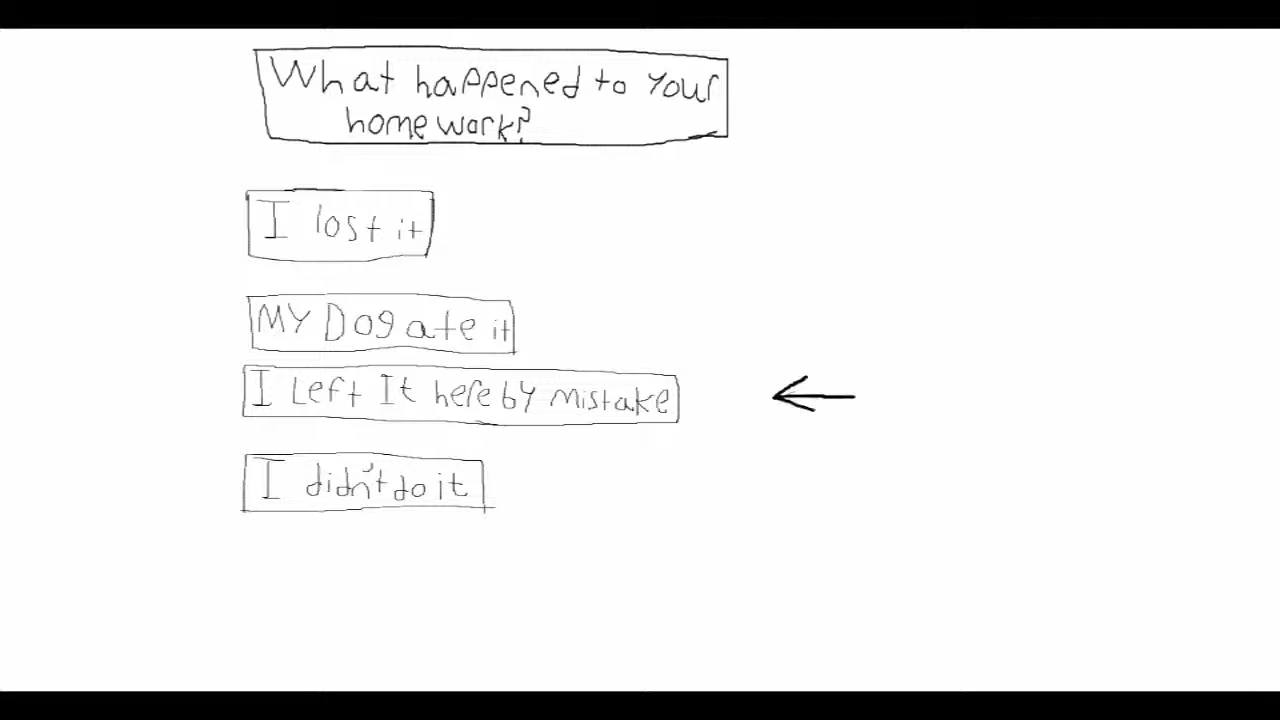 What happened to your
homework?
I lost it
MY Dog ate it
I Left It here by mistake
I didn't do it